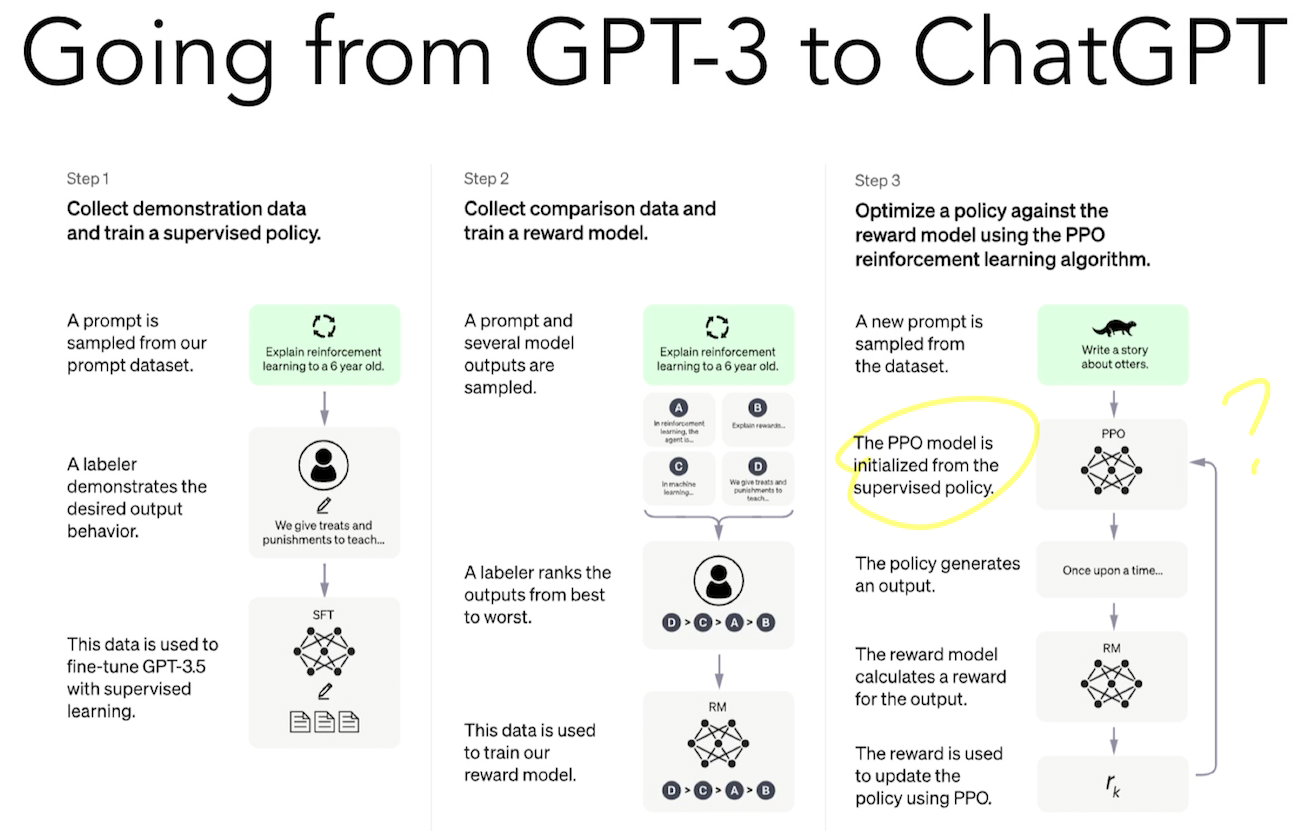 Going from GPT-3 to ChatGPT
Step 1
Collect demonstration data
and train a supervised policy.
A prompt is
sampled from our
prompt dataset.
Explain reinforcement
learning to a 6 year old.
A labeler
demonstrates the
desired output
behavior.
We give treats and
punishments to teach...
This data is used to
fine-tune GPT-3.5
with supervised
learning.
SFT
Step 2
Collect comparison data and
train a reward model.
A prompt and
several model
outputs are
sampled.
Explain reinforcement
learning to a 6 year old.
A
In reinforcement
learning, the
agent is...
B
Explain rewards...
C
In machine
learning...
D
We give treats and
punishments to
teach...
A labeler ranks the
outputs from best
to worst.
D > C > A > B
This data is used
to train our
reward model.
RM
D > C > A > B
Step 3
Optimize a policy against the
reward model using the PPO
reinforcement learning algorithm.
A new prompt is
sampled from
the dataset.
Write a story
about otters.
The PPO model is
initialized from the
supervised policy.
PPO
?
The policy generates
an output.
Once upon a time...
The reward model
calculates a reward
for the output.
RM
The reward is used
to update the
policy using PPO.
rk